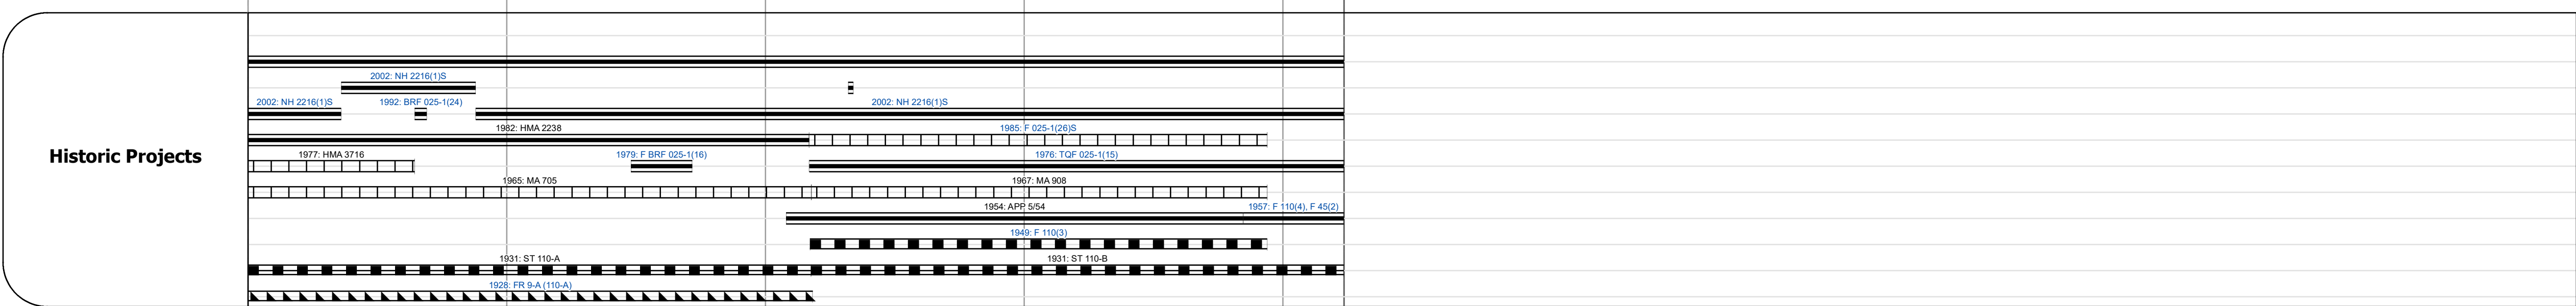 2002: NH 2216(1)S
2002: NH 2216(1)S
1992: BRF 025-1(24)
2002: NH 2216(1)S
1982: HMA 2238
1985: F 025-1(26)S
Historic Projects
1977: HMA 3716
1979: F BRF 025-1(16)
1976: TQF 025-1(15)
1965: MA 705
1967: MA 908
1954: APP 5/54
1957: F 110(4), F 45(2)
1949: F 110(3)
1931: ST 110-A
1931: ST 110-B
1928: FR 9-A (110-A)